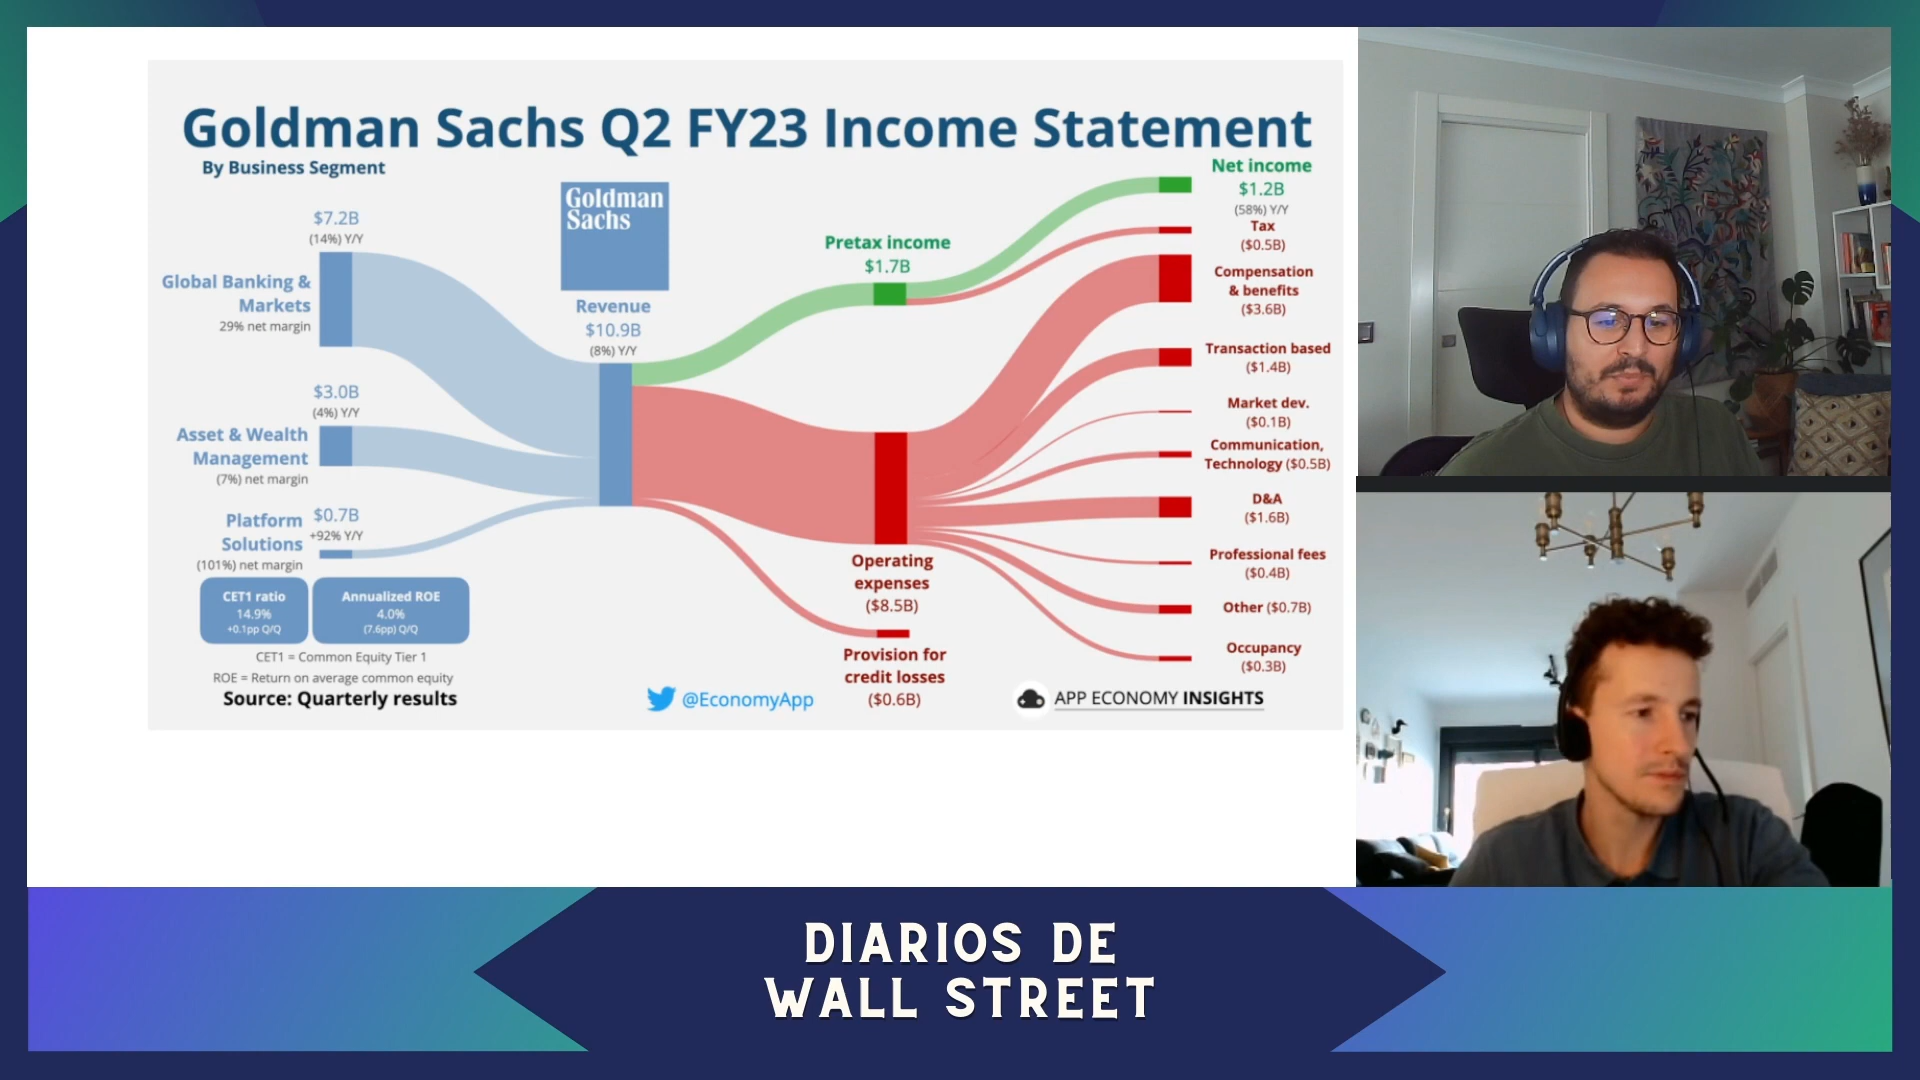 Goldman Sachs Q2 FY23 Income Statement
By Business Segment
$7.2B
(14%) Y/Y
Global Banking &
Markets
29% net margin
$3.0B
(4%) Y/Y
Asset & Wealth
Management
(7%) net margin
$0.7B
+92% Y/Y
Platform
Solutions
(101%) net margin
CET1 ratio
14.9%
+0.1pp Q/Q
Annualized ROE
4.0%
(7.6pp) Q/Q
CET1 = Common Equity Tier 1
ROE = Return on average common equity
Source: Quarterly results
Goldman
Sachs
Revenue
$10.9B
(8%) Y/Y
Pretax income
$1.7B
Operating
expenses
($8.5B)
Provision for
credit losses
($0.6B)
@EconomyApp
Net income
$1.2B
(58%) Y/Y
Tax
($0.5B)
Compensation
& benefits
($3.6B)
Transaction based
($1.4B)
Market dev.
($0.1B)
Communication,
Technology ($0.5B)
D&A
($1.6B)
Professional fees
($0.4B)
Other ($0.7B)
Occupancy
($0.3B)
APP ECONOMY INSIGHTS
DIARIOS DE
WALL STREET